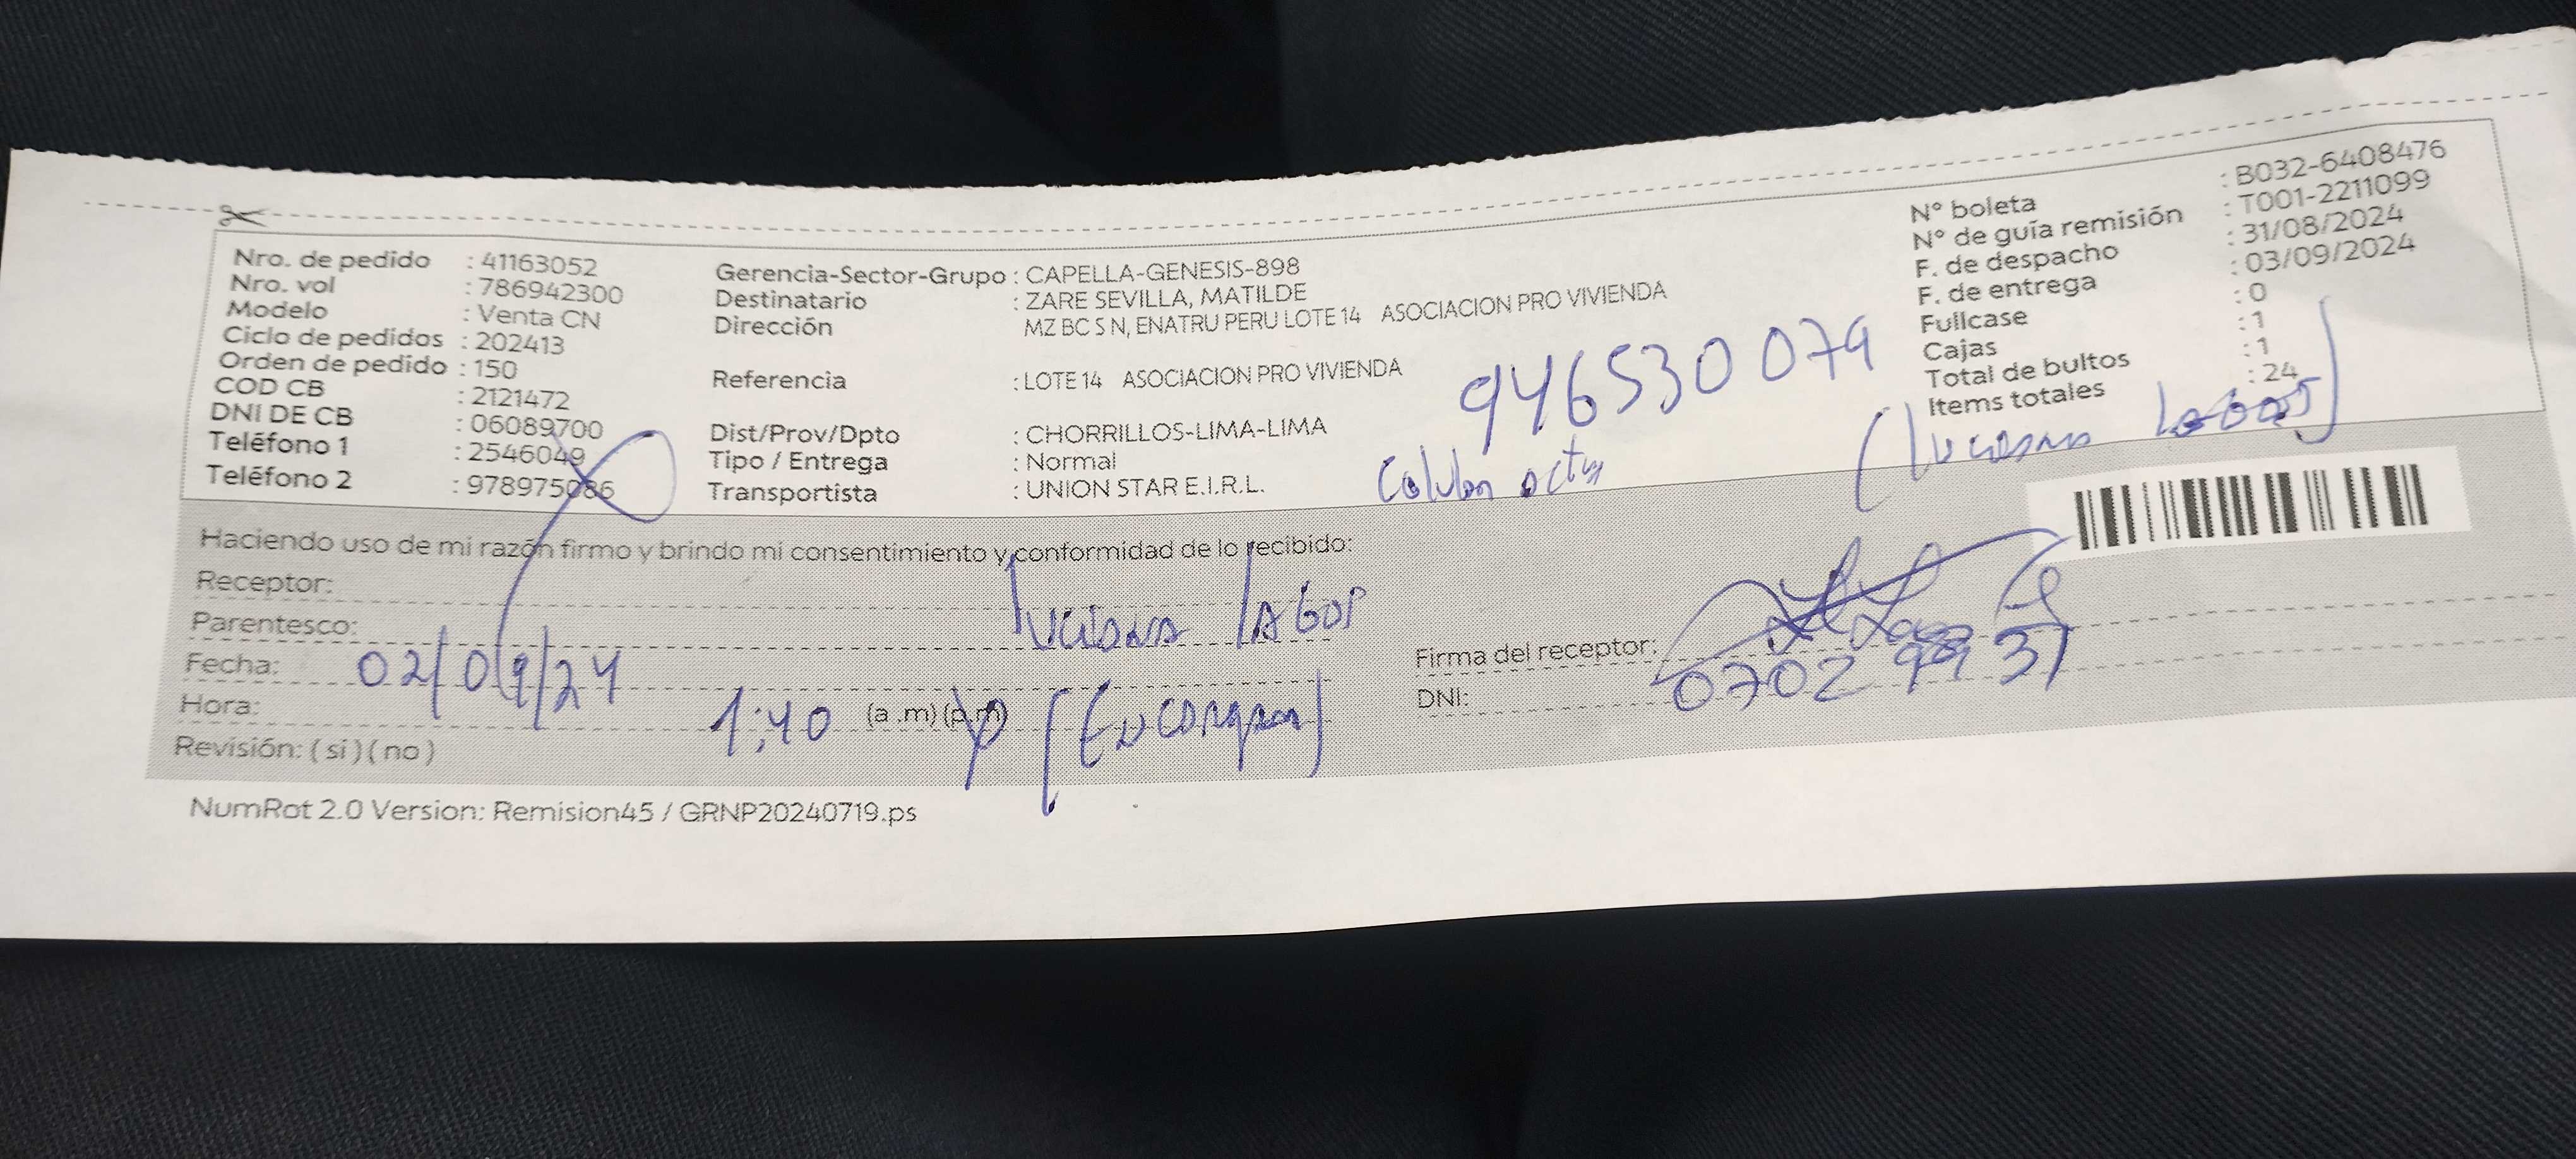 Nro. de pedido : 41163052
Nro. vol : 786942300
Modelo : Venta CN
Ciclo de pedidos : 202413
Orden de pedido : 150
COD CB : 2121472
DNI DE CB : 06089700
Teléfono 1 : 2546049
Teléfono 2 : 978975086
Gerencia-Sector-Grupo : CAPELLA-GENESIS-898
Destinatario : ZARE SEVILLA, MATILDE
Dirección MZ BC S N, ENATRU PERU LOTE 14 ASOCIACION PRO VIVIENDA
Referencia : LOTE 14 ASOCIACION PRO VIVIENDA
Dist/Prov/Dpto : CHORRILLOS-LIMA-LIMA
Tipo / Entrega : Normal
Transportista : UNION STAR E.I.R.L.
946530079
N° boleta : B032-6408476
N° de guía remisión : T001-2211099
F. de despacho : 31/08/2024
F. de entrega : 03/09/2024
Fullcase : 0
Cajas : 1
Total de bultos : 1
Items totales : 24
Haciendo uso de mi razón firmo y brindo mi consentimiento y conformidad de lo recibido:
Receptor:
Parentesco: Luciana Lagos
Fecha: 02/09/24
Hora: 1:40 (a.m)(p.m)
Revisión: (si)(no)
Firma del receptor:
DNI:
NumRot 2.0 Version: Remision45 / GRNP20240719.ps